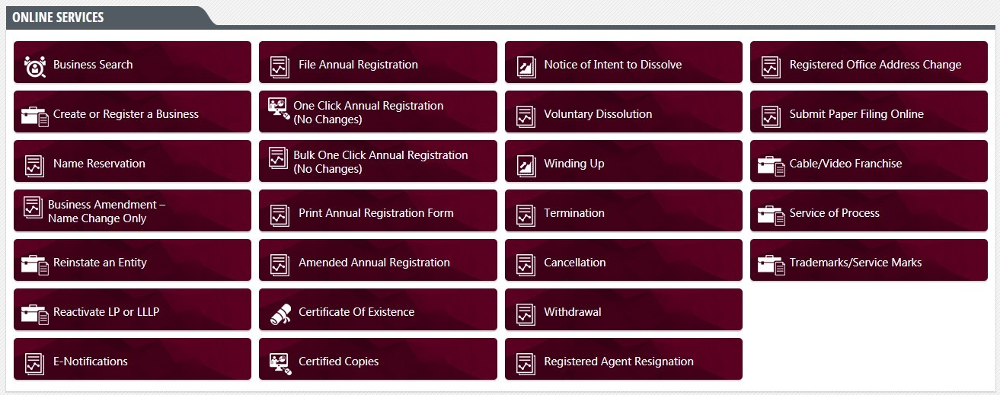 ONLINE SERVICES
Business Search
File Annual Registration
Notice of Intent to Dissolve
Registered Office Address Change
Create or Register a Business
One Click Annual Registration
(No Changes)
Voluntary Dissolution
Submit Paper Filing Online
Name Reservation
Bulk One Click Annual Registration
(No Changes)
Winding Up
Cable/Video Franchise
Business Amendment –
Name Change Only
Print Annual Registration Form
Termination
Service of Process
Reinstate an Entity
Amended Annual Registration
Cancellation
Trademarks/Service Marks
Reactivate LP or LLLP
Certificate Of Existence
Withdrawal
E-Notifications
Certified Copies
Registered Agent Resignation